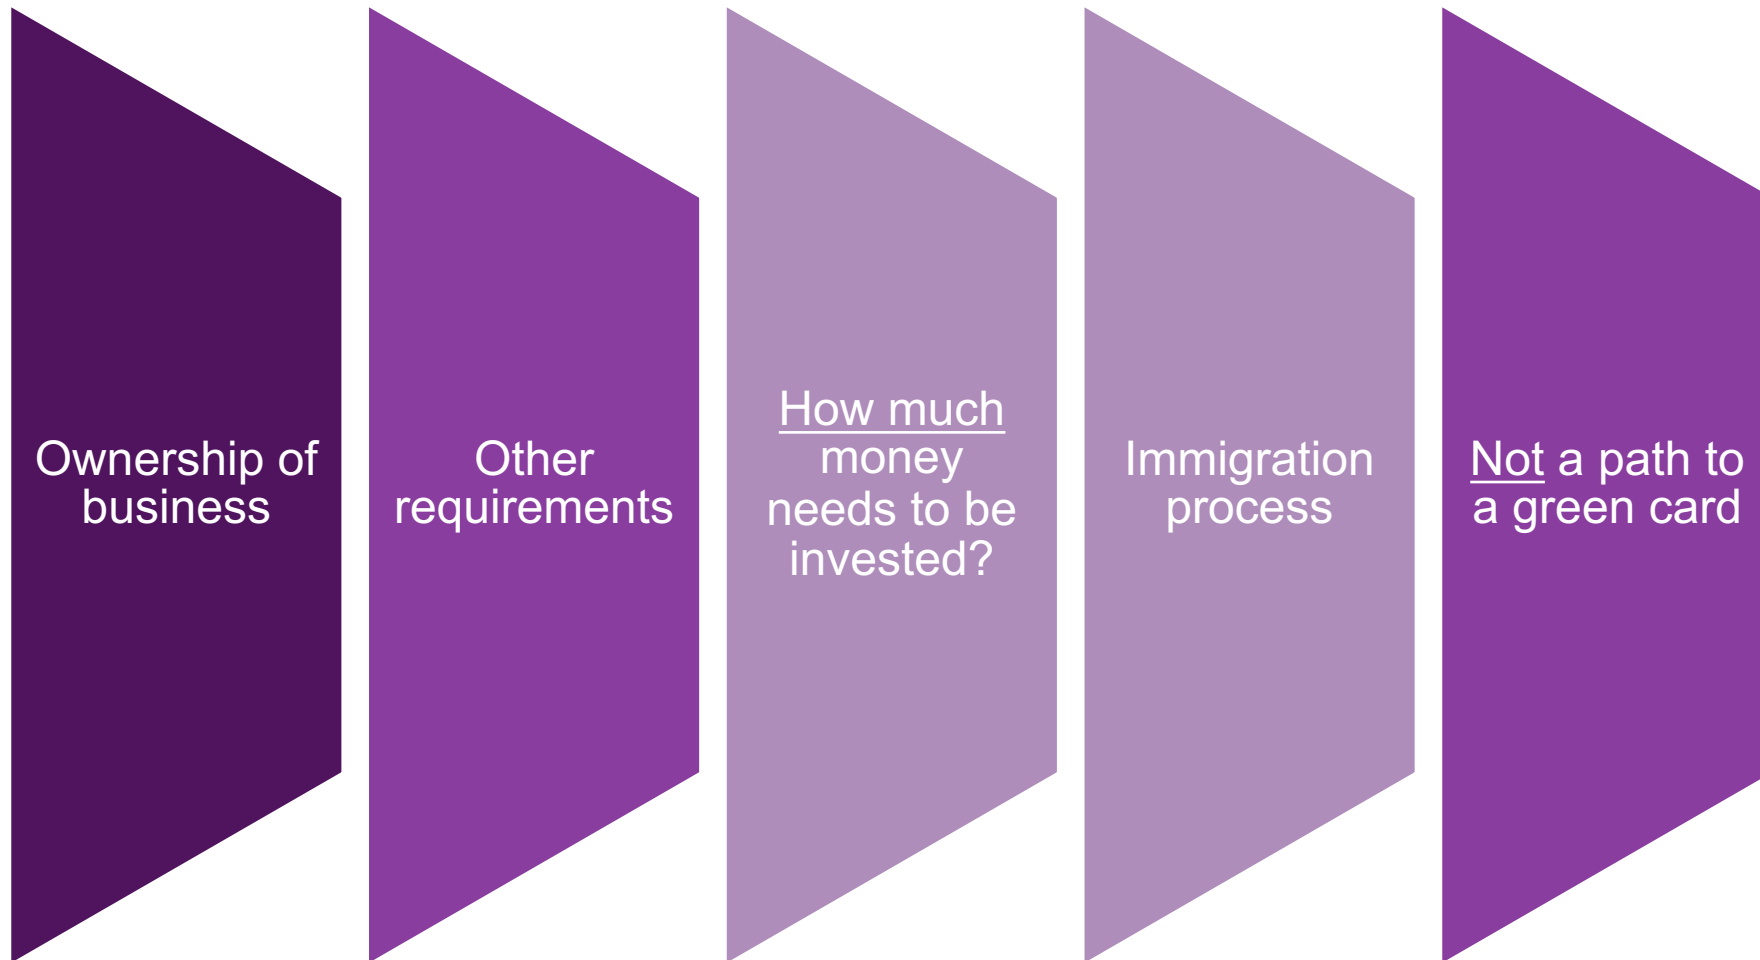 Ownership of
business
Other
requirements
How much
money
needs to be
invested?
Immigration
process
Not a path to
a green card